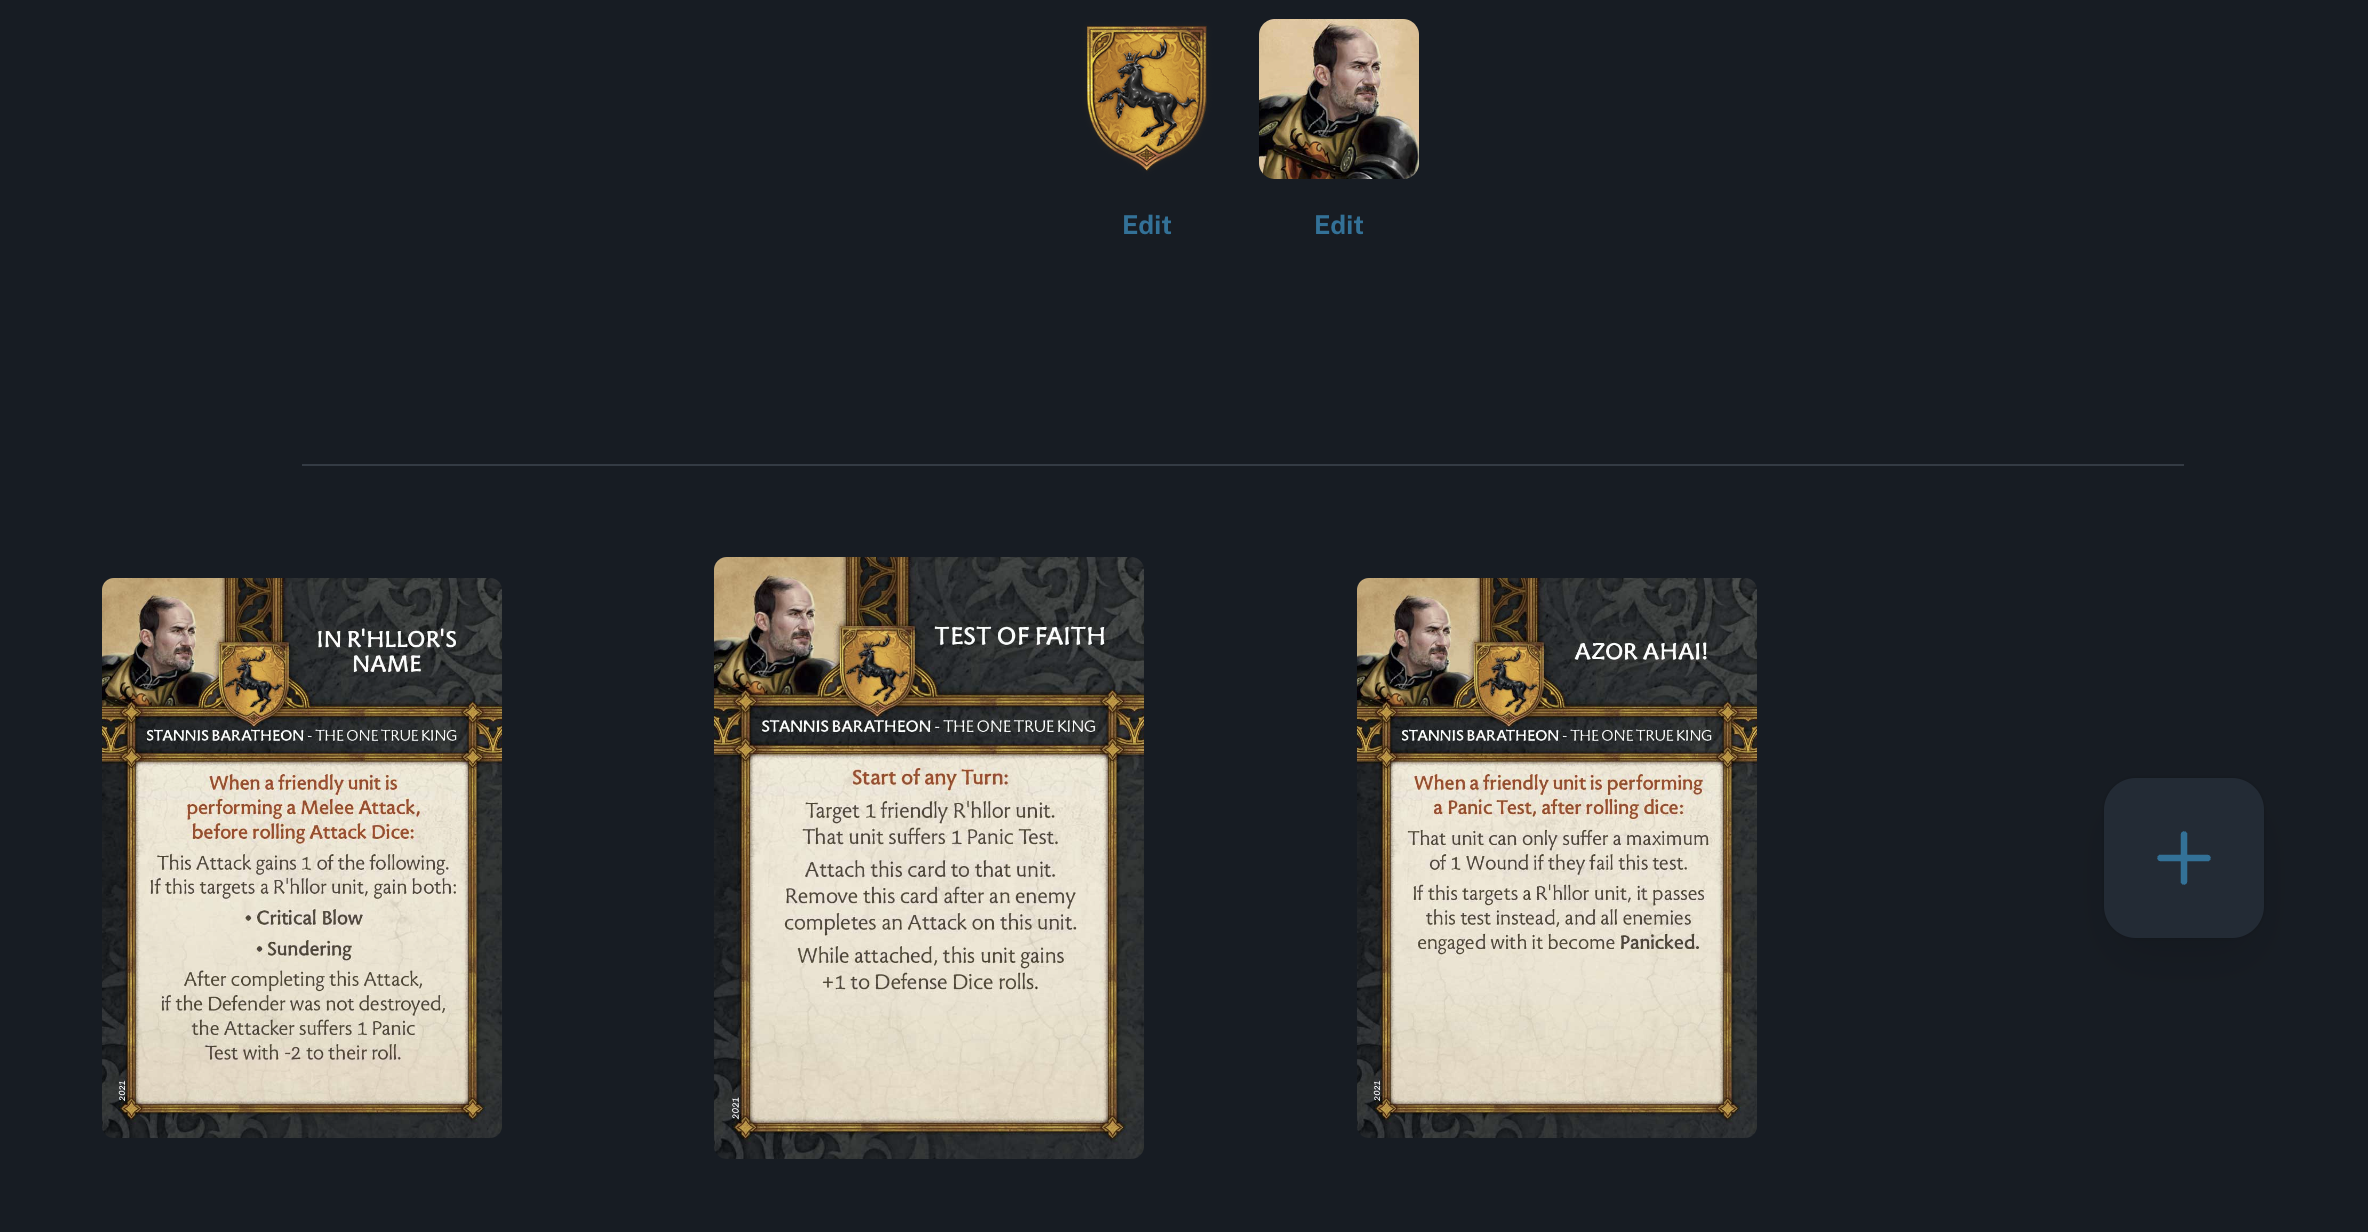 Edit
Edit
IN R'HLLOR'S
NAME
STANNIS BARATHEON - THE ONE TRUE KING
When a friendly unit is
performing a Melee Attack,
before rolling Attack Dice:
This Attack gains 1 of the following.
If this targets a R'hllor unit, gain both:
• Critical Blow
• Sundering
After completing this Attack,
if the Defender was not destroyed,
the Attacker suffers 1 Panic
Test with -2 to their roll.
2021
TEST OF FAITH
STANNIS BARATHEON - THE ONE TRUE KING
Start of any Turn:
Target 1 friendly R'hllor unit.
That unit suffers 1 Panic Test.
Attach this card to that unit.
Remove this card after an enemy
completes an Attack on this unit.
While attached, this unit gains
+1 to Defense Dice rolls.
2021
AZOR AHAI!
STANNIS BARATHEON - THE ONE TRUE KING
When a friendly unit is performing
a Panic Test, after rolling dice:
That unit can only suffer a maximum
of 1 Wound if they fail this test.
If this targets a R'hllor unit, it passes
this test instead, and all enemies
engaged with it become Panicked.
2021